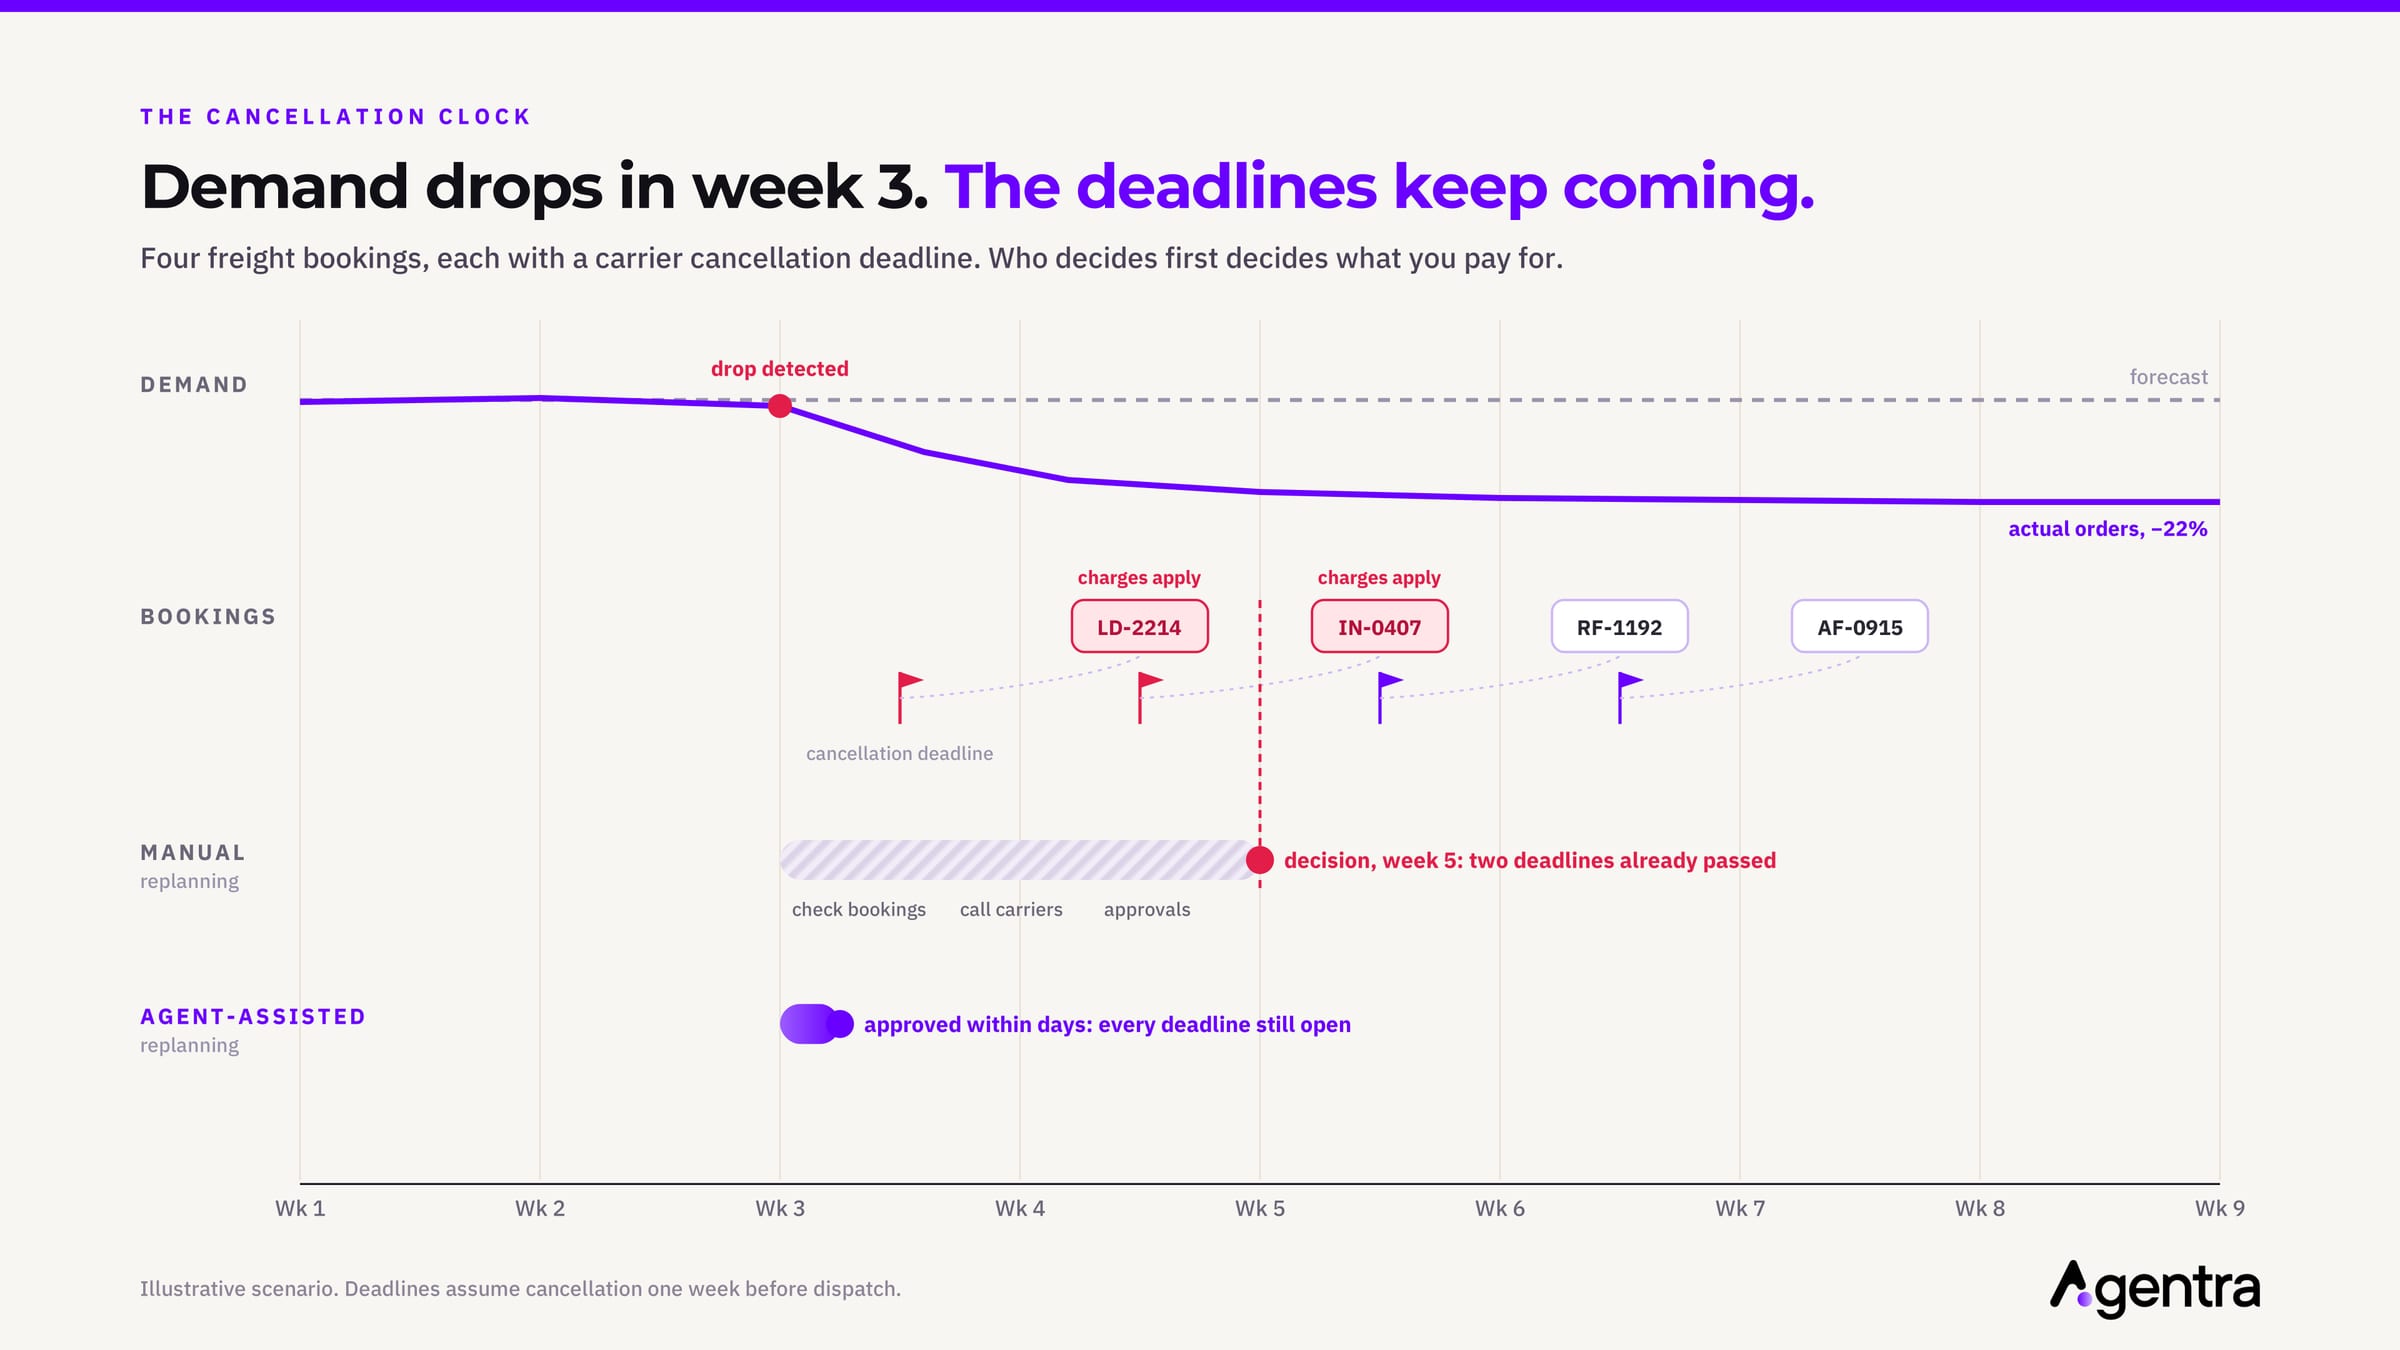 THE CANCELLATION CLOCK
Demand drops in week 3. The deadlines keep coming.
Four freight bookings, each with a carrier cancellation deadline. Who decides first decides what you pay for.
DEMAND
drop detected
forecast
actual orders, −22%
BOOKINGS
charges apply
charges apply
LD-2214
IN-0407
RF-1192
AF-0915
cancellation deadline
MANUAL
replanning
decision, week 5: two deadlines already passed
check bookings
call carriers
approvals
AGENT-ASSISTED
replanning
approved within days: every deadline still open
Wk 1
Wk 2
Wk 3
Wk 4
Wk 5
Wk 6
Wk 7
Wk 8
Wk 9
Illustrative scenario. Deadlines assume cancellation one week before dispatch.
Agentra